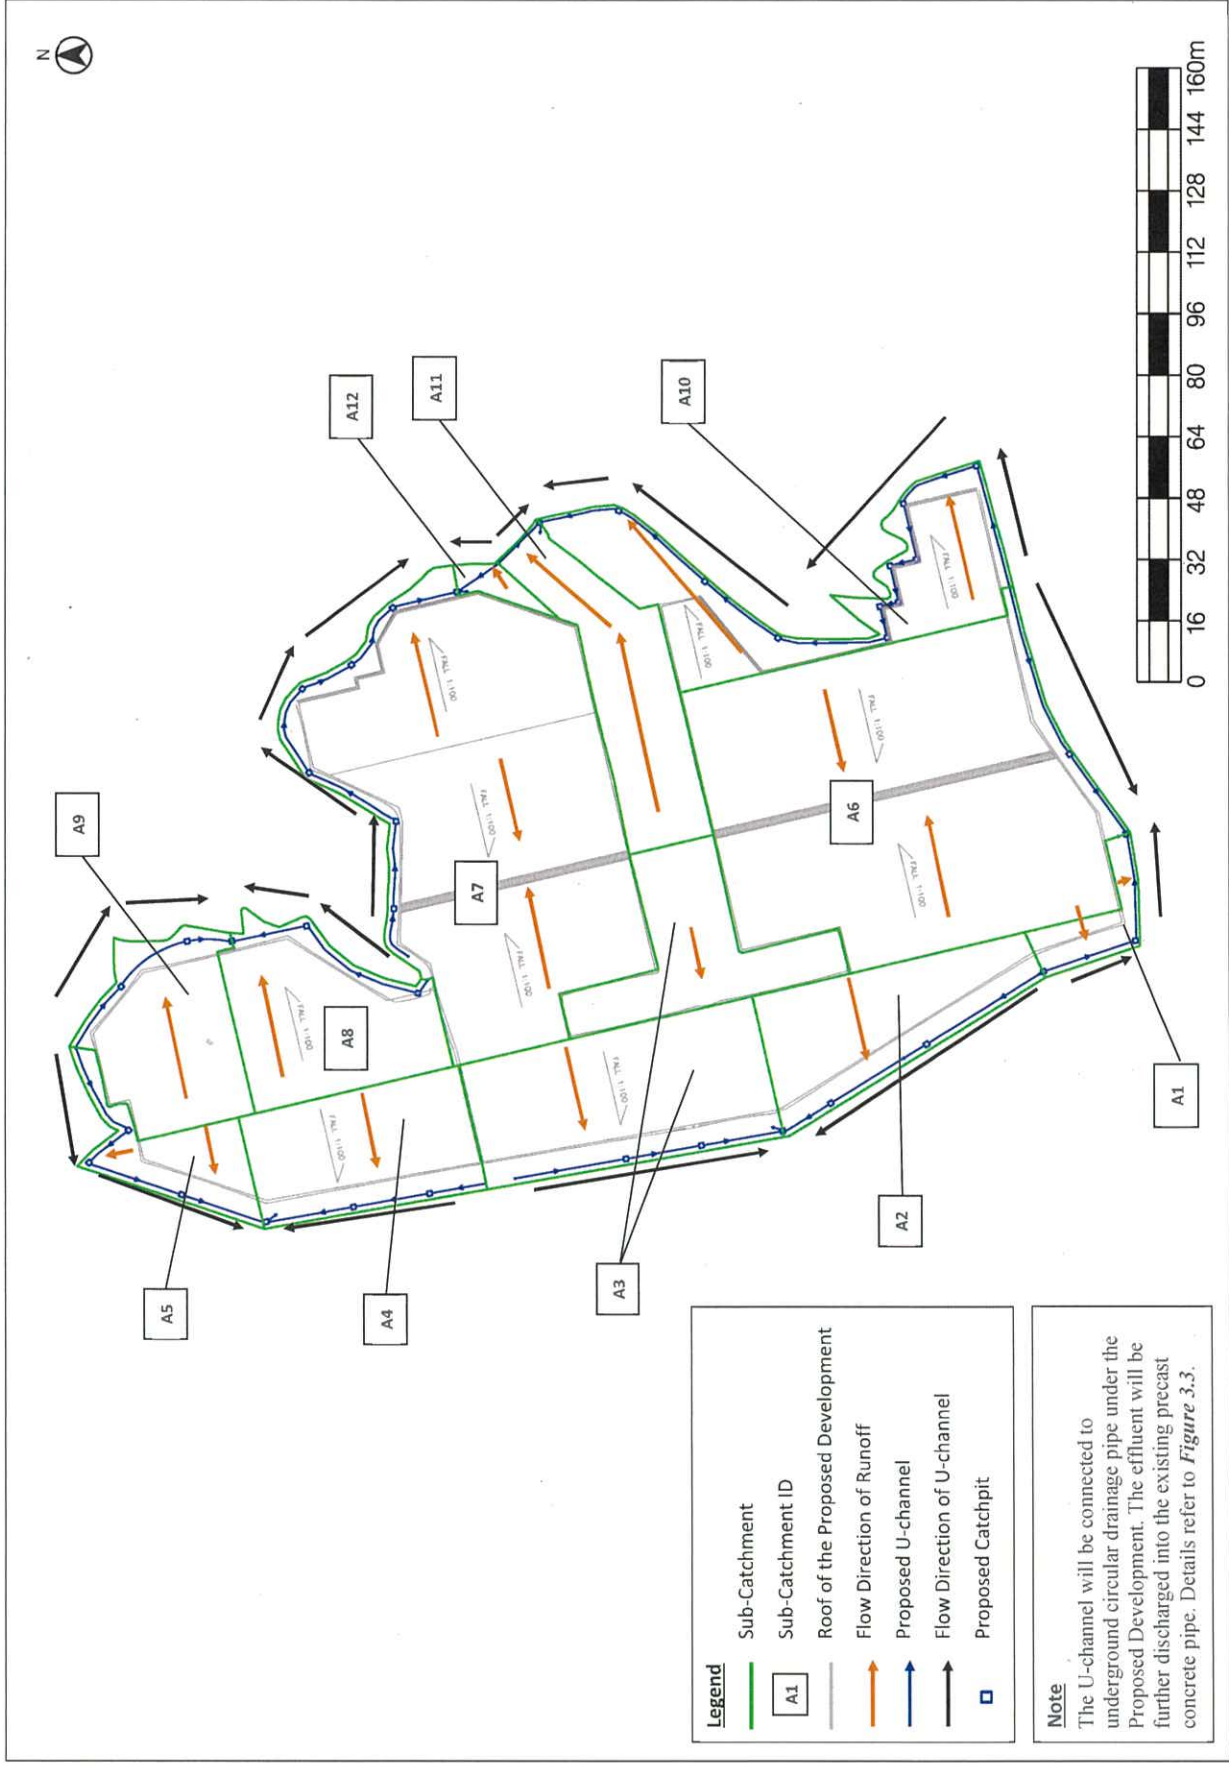 N
A12
A11
A10
A9
A8
A7
A6
A5
A4
A3
A2
A1
FALL 1:100
FALL 1:100
FALL 1:100
FALL 1:100
FALL 1:100
FALL 1:100
FALL 1:100
FALL 1:100
FALL 1:100
FALL 1:100
0 16 32 48 64 80 96 112 128 144 160m
Legend
Sub-Catchment
A1
Sub-Catchment ID
Roof of the Proposed Development
Flow Direction of Runoff
Proposed U-channel
Flow Direction of U-channel
Proposed Catchpit
Note
The U-channel will be connected to
underground circular drainage pipe under the
Proposed Development. The effluent will be
further discharged into the existing precast
concrete pipe. Details refer to Figure 3.3.